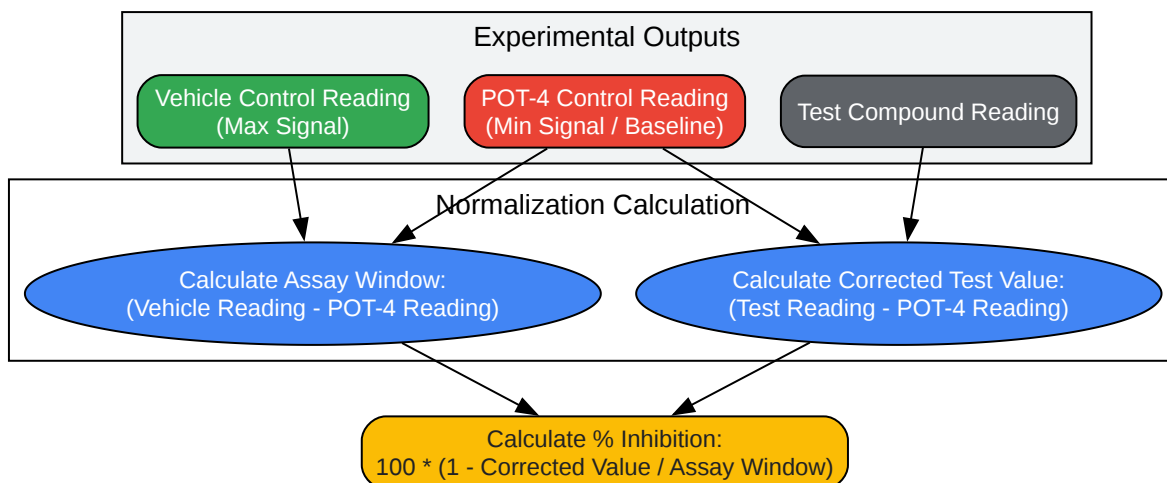 Experimental Outputs
Vehicle Control Reading
(Max Signal)
POT-4 Control Reading
(Min Signal / Baseline)
Test Compound Reading
Normalization Calculation
Calculate Assay Window:
(Vehicle Reading - POT-4 Reading)
Calculate Corrected Test Value:
(Test Reading - POT-4 Reading)
Calculate % Inhibition:
100 * (1 - Corrected Value / Assay Window)